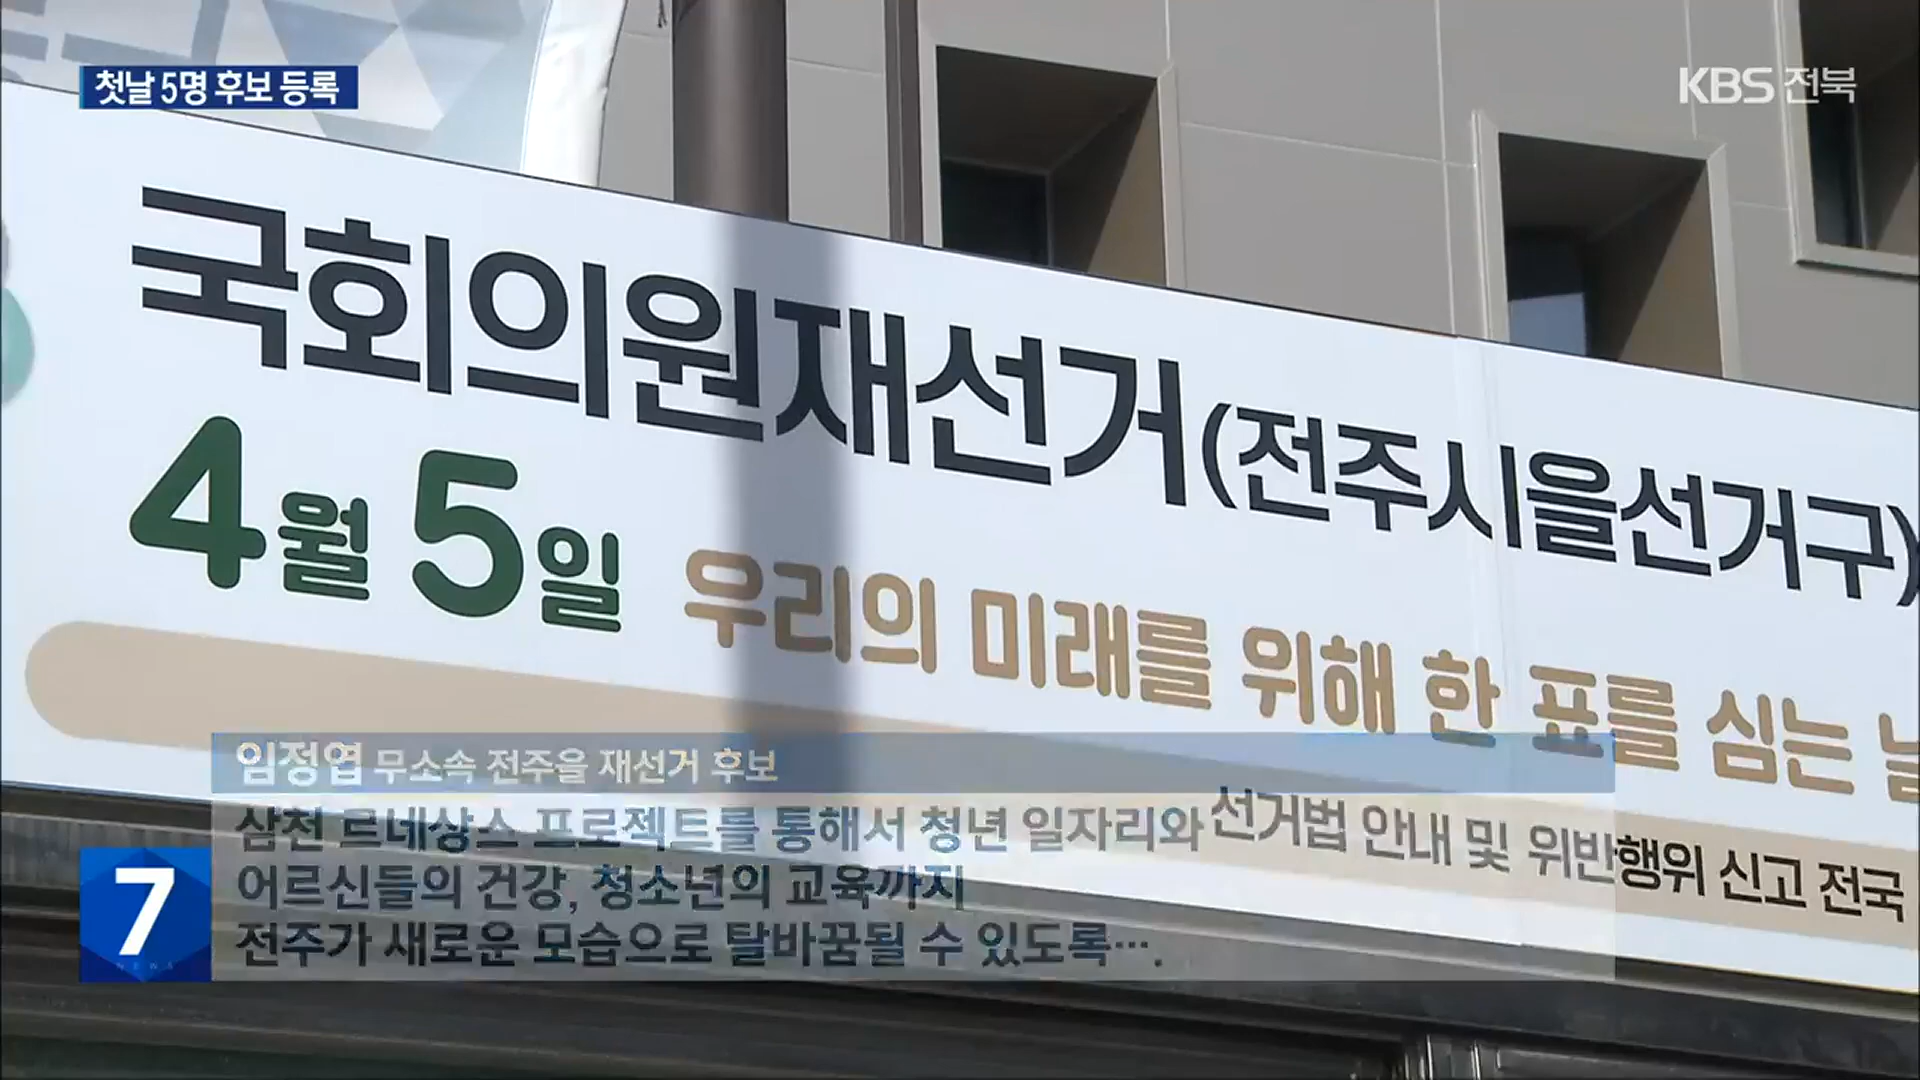 첫날 5명 후보 등록
KBS 전북
국회의원재선거(전주시을선거구)
4월 5일 우리의 미래를 위해 한 표를 심는
선거법 안내 및 위반행위 신고 전국
임정엽 무소속 전주을 재선거 후보
삼천 르네상스 프로젝트를 통해서 청년 일자리와
어르신들의 건강, 청소년의 교육까지
전주가 새로운 모습으로 탈바꿈될 수 있도록….
7
NEWS